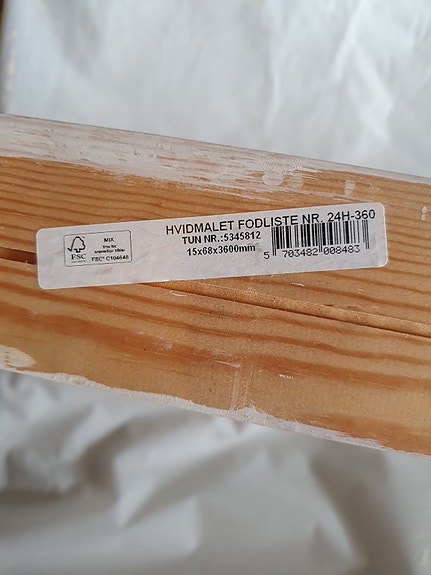 HVIDMALET FODLISTE NR. 24H-360
TUN NR.:5345812
15x68x3600mm
5 703482 008483
FSC
MIX
FSC® C104646